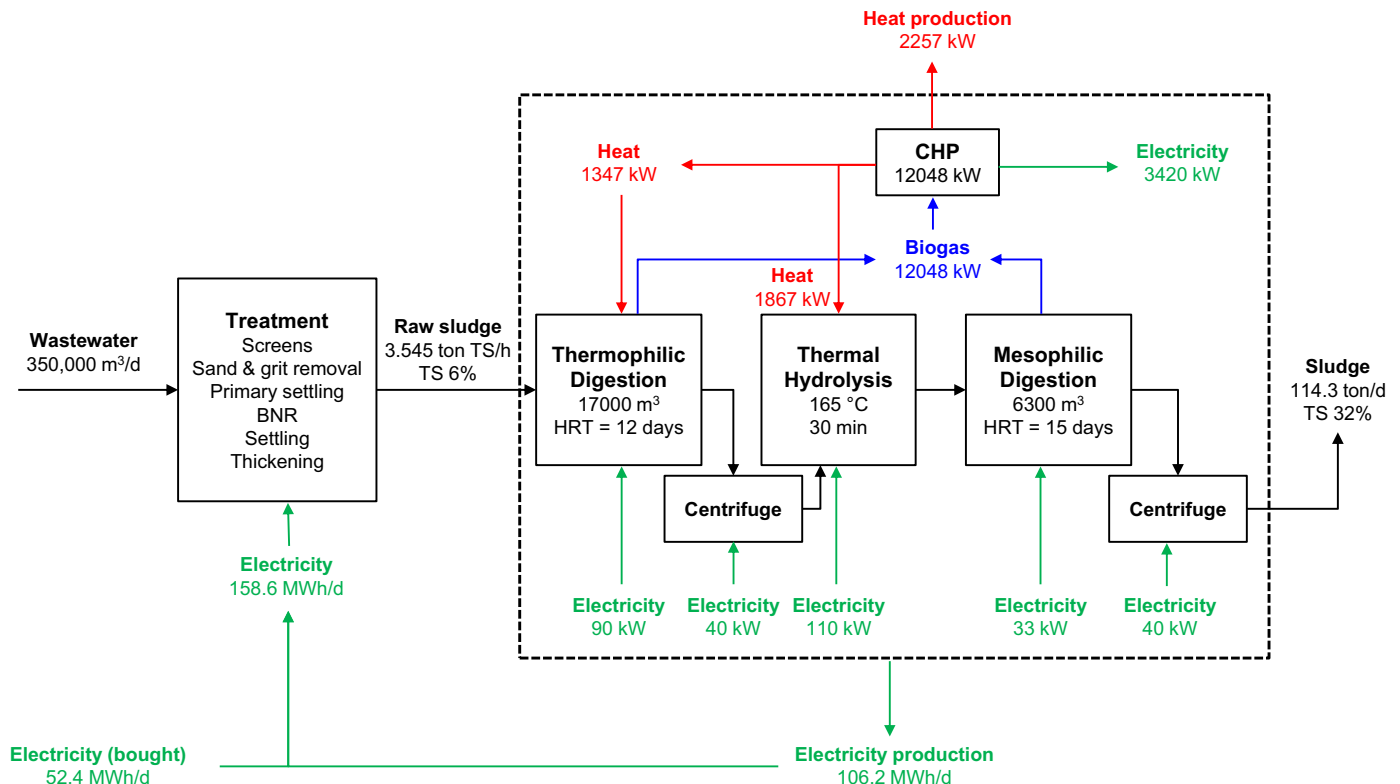 Heat production
2257 kW
CHP
12048 kW
Heat
1347 kW
Electricity
3420 kW
Biogas
12048 kW
Heat
1867 kW
Wastewater
350,000 m³/d
Treatment
Screens
Sand & grit removal
Primary settling
BNR
Settling
Thickening
Raw sludge
3.545 ton TS/h
TS 6%
Thermophilic
Digestion
17000 m³
HRT = 12 days
Thermal
Hydrolysis
165 °C
30 min
Mesophilic
Digestion
6300 m³
HRT = 15 days
Sludge
114.3 ton/d
TS 32%
Centrifuge
Centrifuge
Electricity
158.6 MWh/d
Electricity
90 kW
Electricity
40 kW
Electricity
110 kW
Electricity
33 kW
Electricity
40 kW
Electricity (bought)
52.4 MWh/d
Electricity production
106.2 MWh/d